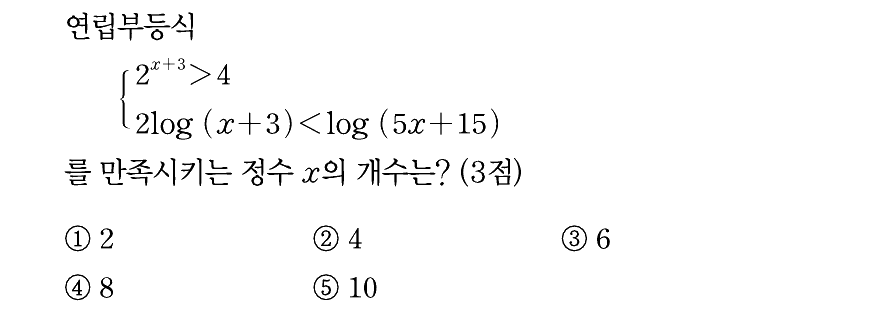 연립부등식
2^{x+3}>4
2log (x+3)<log (5x+15)
를 만족시키는 정수 x의 개수는? (3점)
① 2 ② 4 ③ 6
④ 8 ⑤ 10